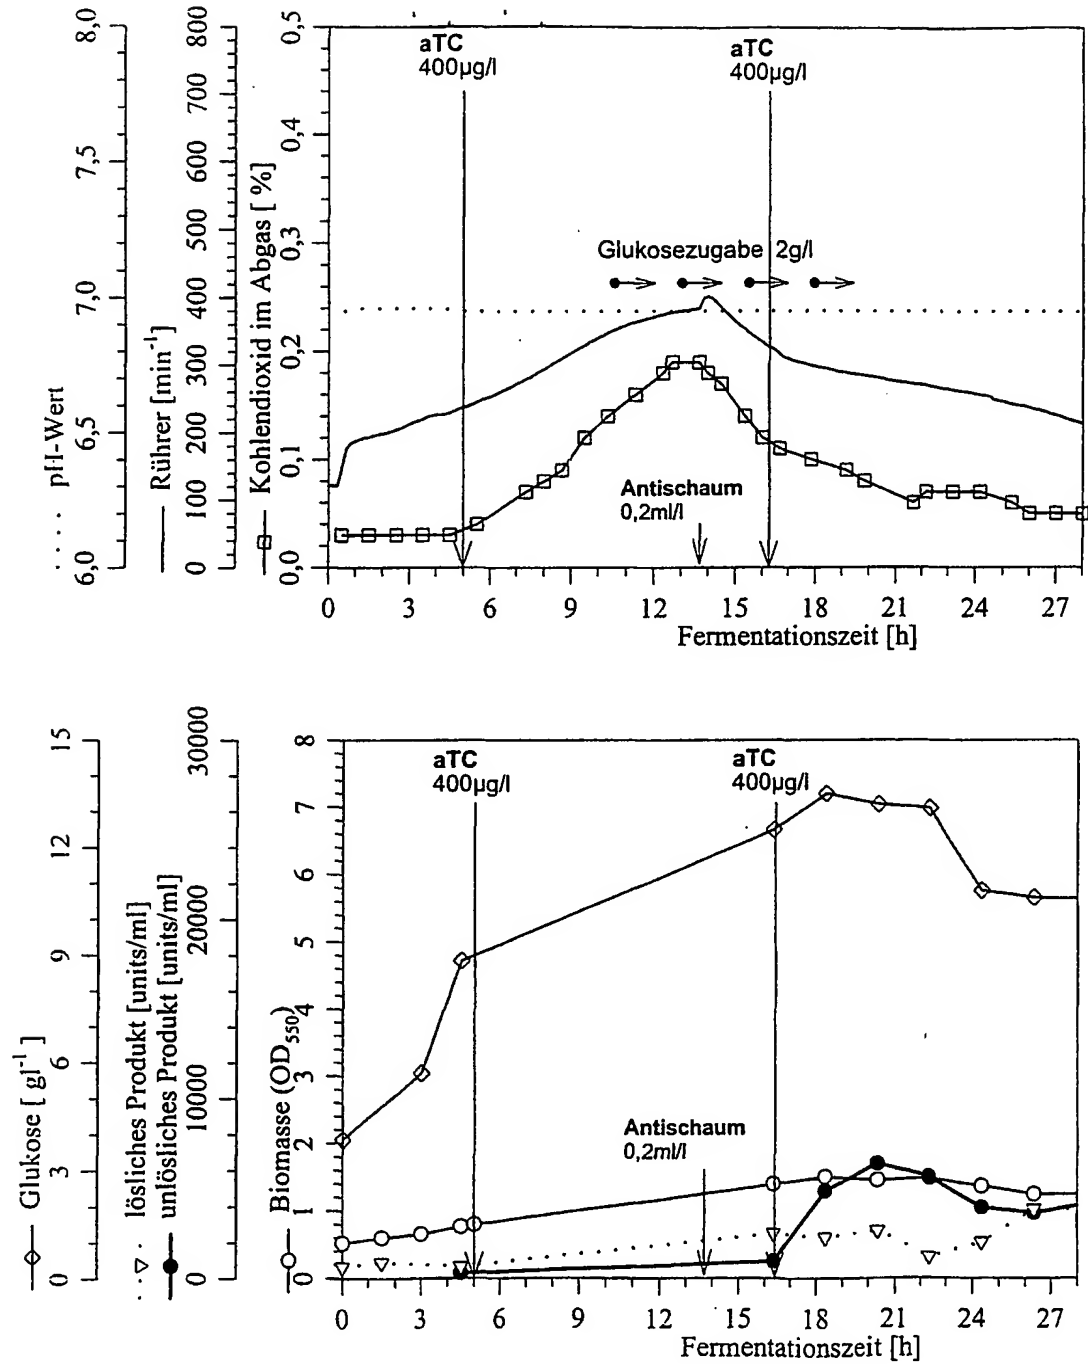 8,0
7,5
7,0
6,5
6,0
.... pH-Wert
800
700
600
500
400
300
200
100
0
Rührer [min⁻¹]
0,5
0,4
0,3
0,2
0,1
0,0
Kohlendioxid im Abgas [ %]
aTC
400µg/l
aTC
400µg/l
Glukosezugabe 2g/l
Antischaum
0,2ml/l
0 3 6 9 12 15 18 21 24 27
Fermentationszeit [h]
15
12
9
6
3
0
Glukose [ gl⁻¹ ]
30000
20000
10000
0
lösliches Produkt [units/ml]
unlösliches Produkt [units/ml]
8
7
6
5
4
3
2
1
0
Biomasse (OD₅₅₀)
aTC
400µg/l
aTC
400µg/l
Antischaum
0,2ml/l
0 3 6 9 12 15 18 21 24 27
Fermentationszeit [h]